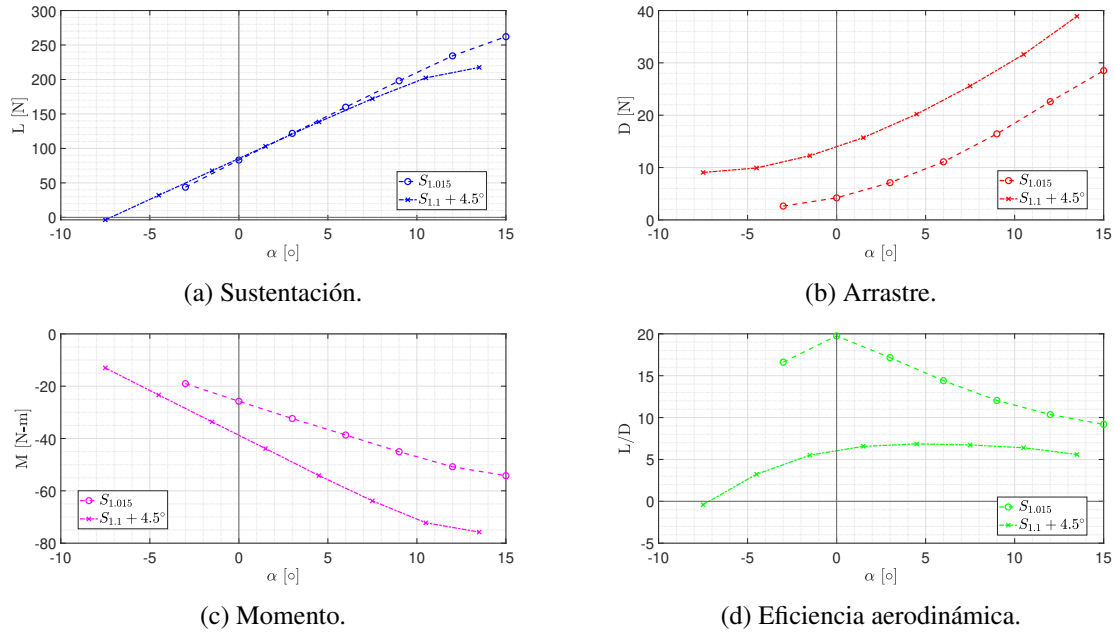 300
250
200
150
100
50
0
L [N]
-10 -5 0 5 10 15
α [∘]
S1.015
S1.1 + 4.5°
(a) Sustentación.
40
30
20
10
0
D [N]
-10 -5 0 5 10 15
α [∘]
S1.015
S1.1 + 4.5°
(b) Arrastre.
0
-20
-40
-60
-80
M [N-m]
S1.015
S1.1 + 4.5°
-10 -5 0 5 10 15
α [∘]
(c) Momento.
20
15
10
5
0
-5
L/D
S1.015
S1.1 + 4.5°
-10 -5 0 5 10 15
α [∘]
(d) Eficiencia aerodinámica.